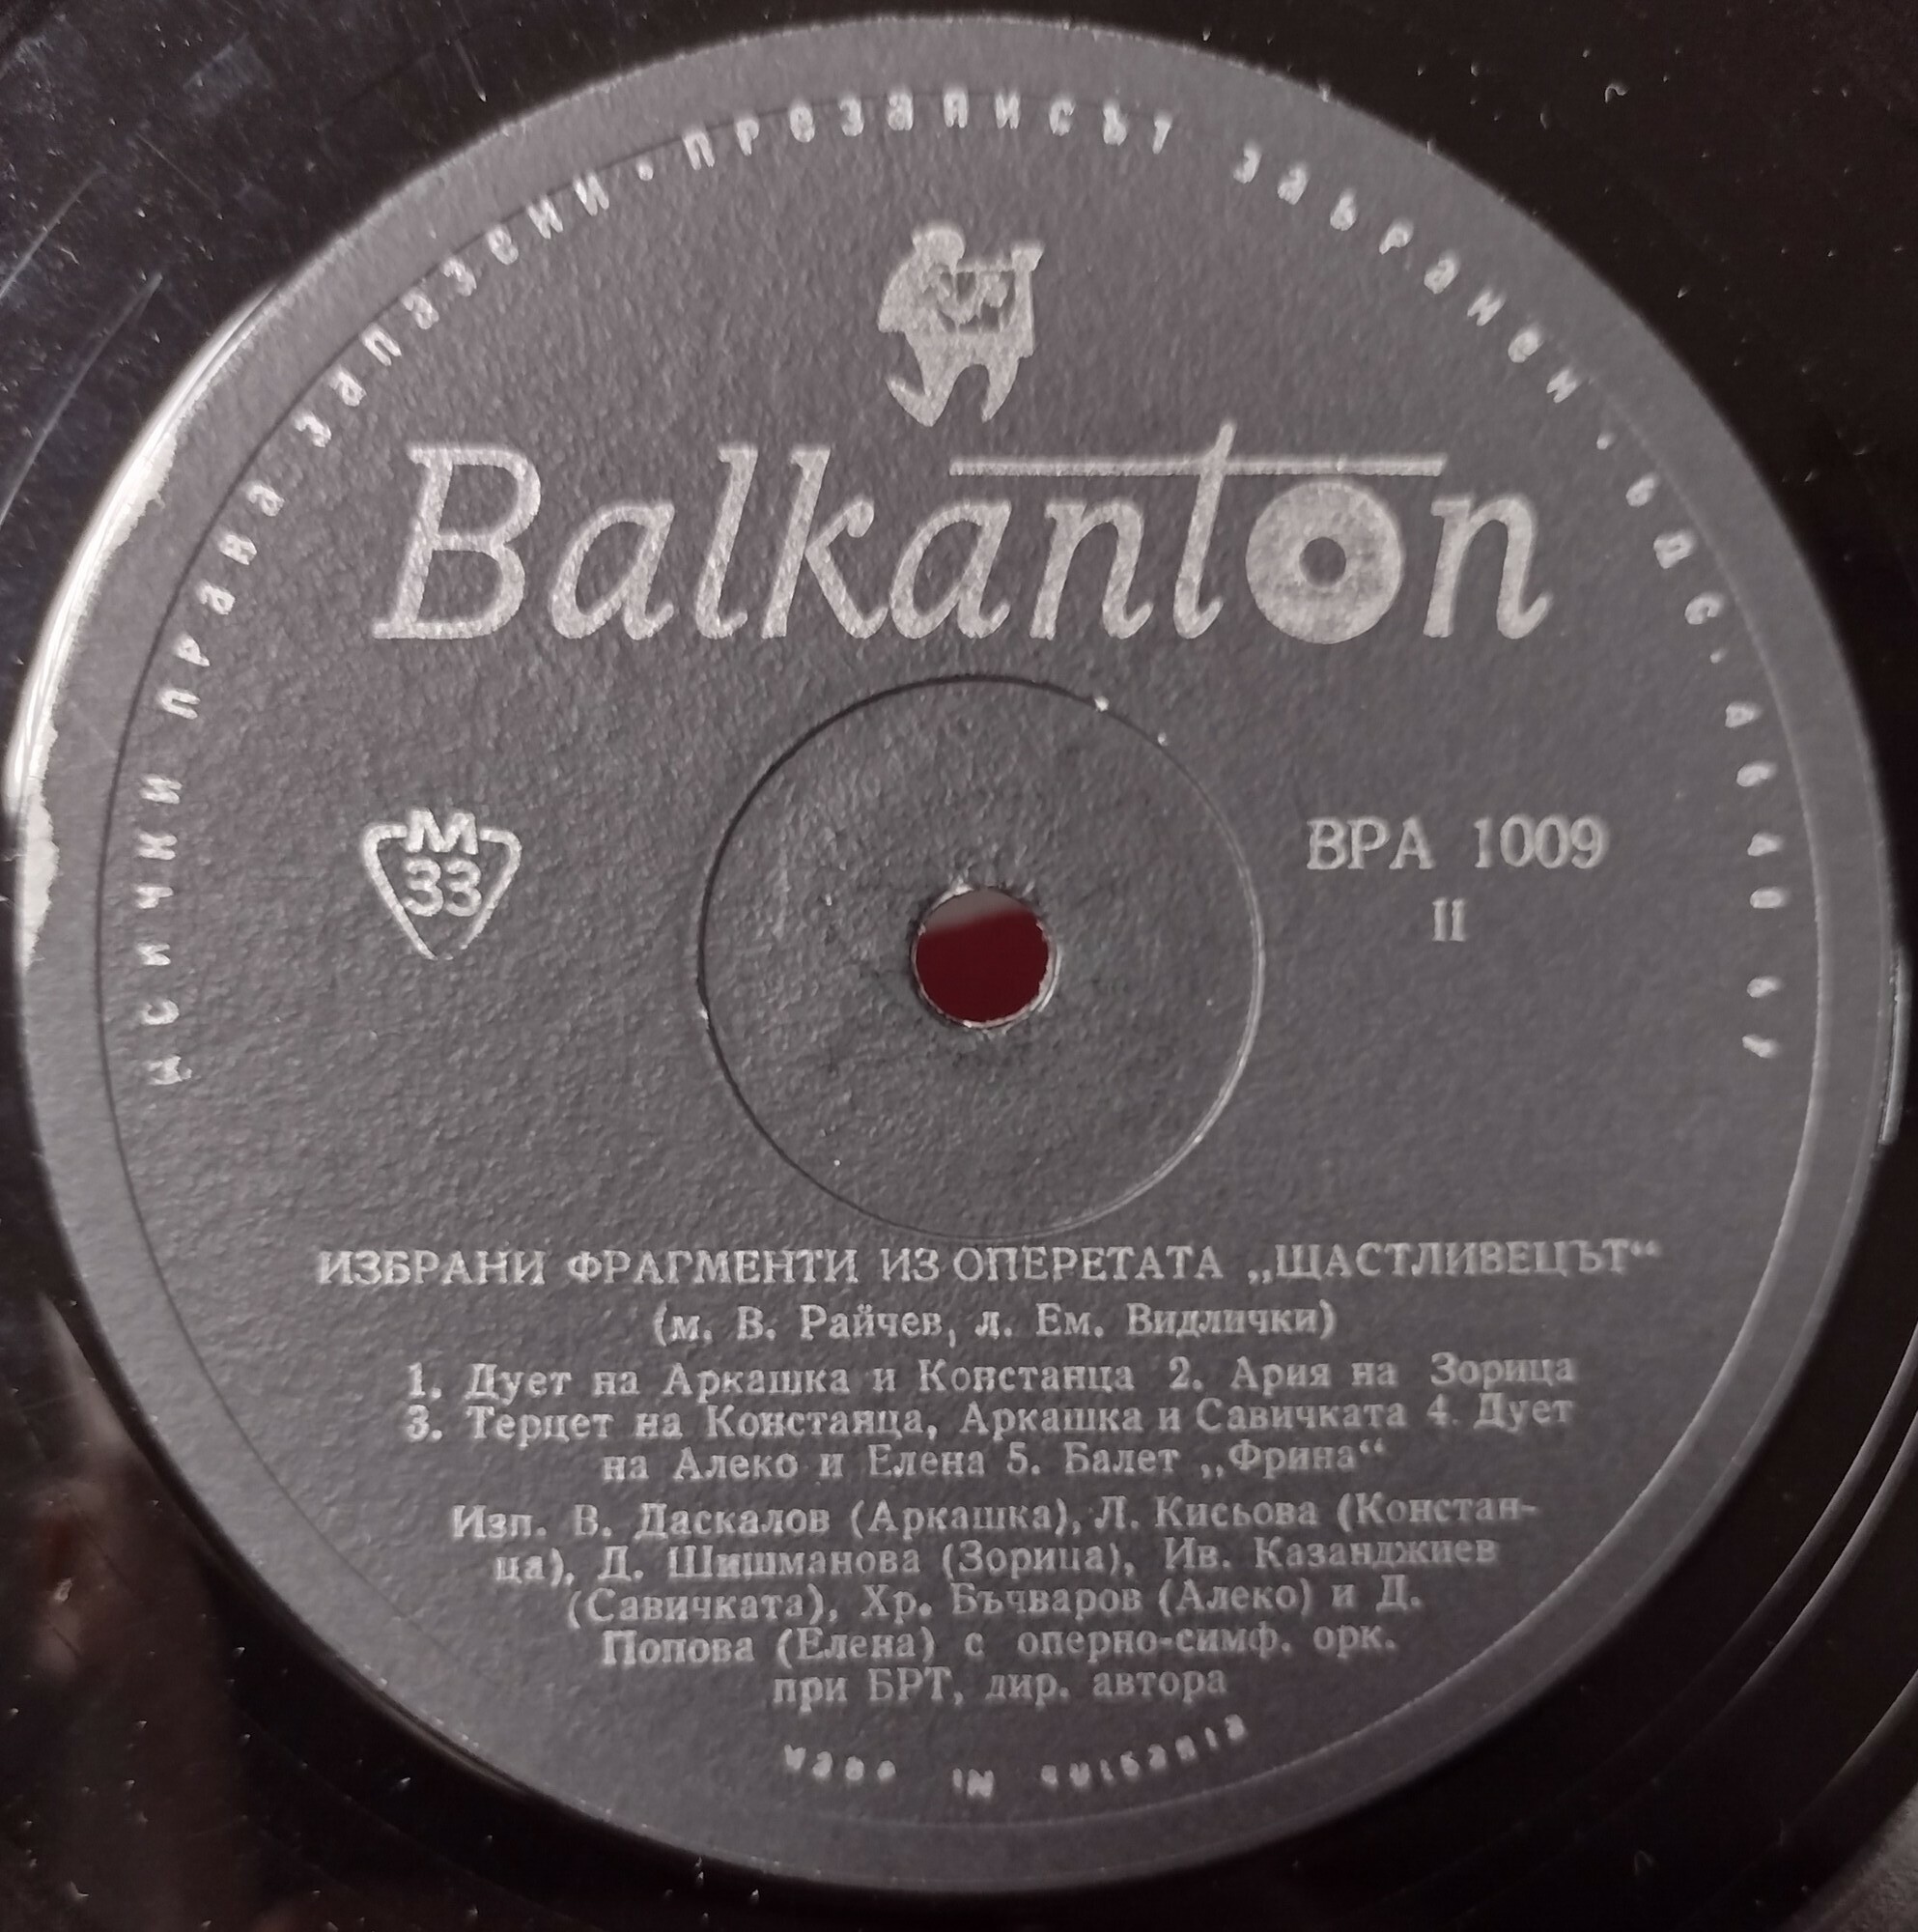 всички права запазени · презаписът забранен · бдс ·
Balkanton
М
33
ВРА 1009
II
ИЗБРАНИ ФРАГМЕНТИ ИЗ ОПЕРЕТАТА „ЩАСТЛИВЕЦЪТ“
(м. В. Райчев, л. Ем. Видлички)
1. Дует на Аркашка и Констанца 2. Ария на Зорица
3. Терцет на Констанца, Аркашка и Савичката 4. Дует
на Алеко и Елена 5. Балет „Фрина“
Изп. В. Даскалов (Аркашка), Л. Кисьова (Констан-
ца), Д. Шишманова (Зорица), Ив. Казанджиев
(Савичката), Хр. Бъчваров (Алеко) и Д.
Попова (Елена) с оперно-симф. орк.
при БРТ, дир. автора
made in bulgaria